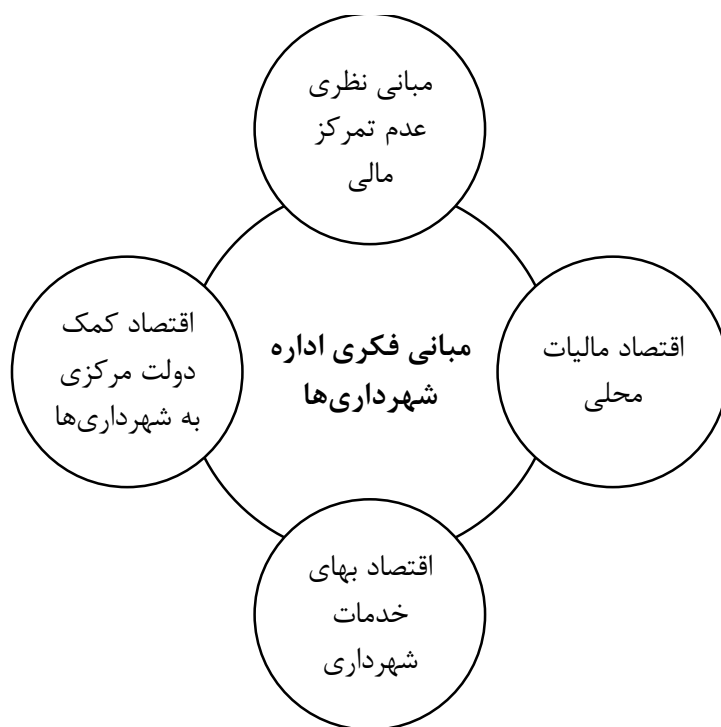 مبانی نظری
عدم تمرکز
مالی
اقتصاد مالیات
محلی
مبانی فکری اداره
شهرداری‌ها
اقتصاد کمک
دولت مرکزی
به شهرداری‌ها
اقتصاد بهای
خدمات
شهرداری